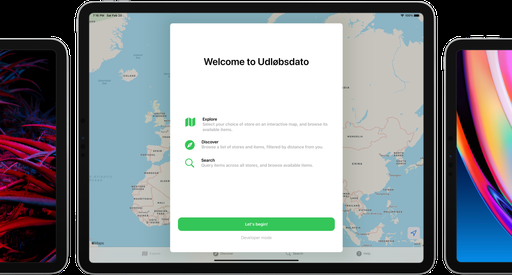 Welcome to Udløbsdato
Explore
Select your choice of store on an interactive map, and browse its
available items.
Discover
Browse a list of stores and items, filtered by distance from you.
Search
Query items across all stocks, and browse available items.
Let's begin!
Developer mode